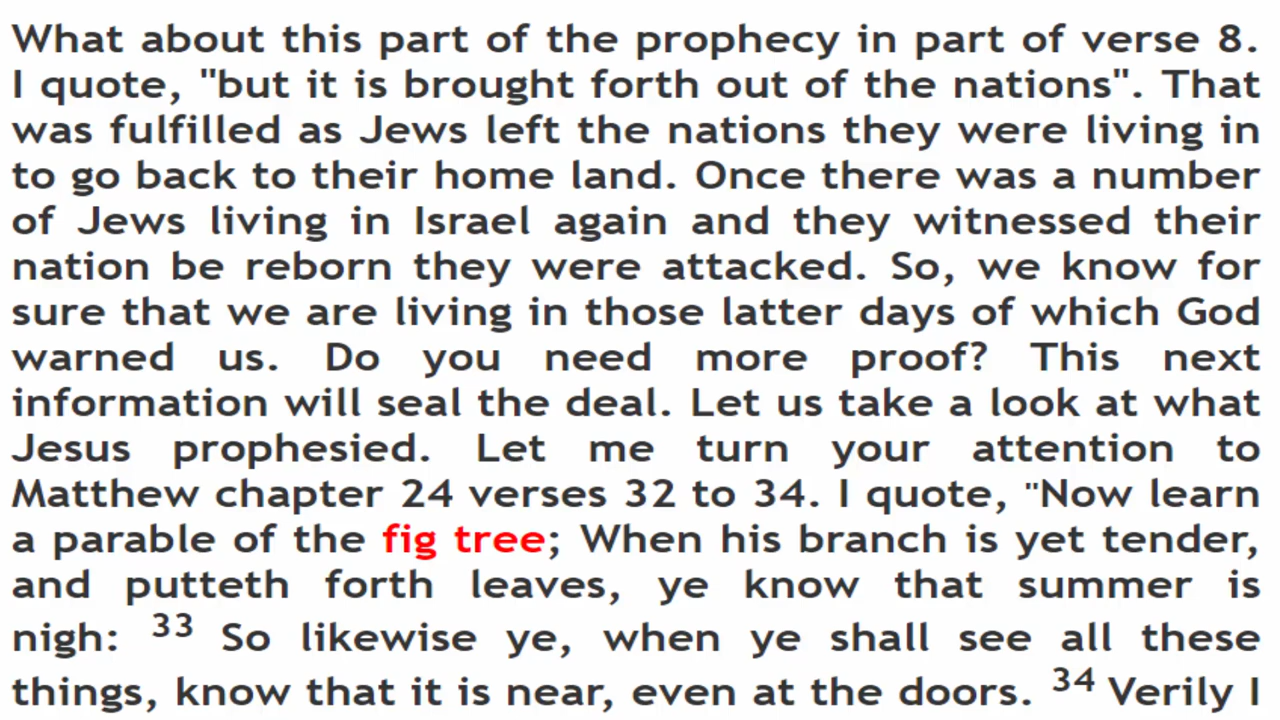 What about this part of the prophecy in part of verse 8.
I quote, "but it is brought forth out of the nations". That
was fulfilled as Jews left the nations they were living in
to go back to their home land. Once there was a number
of Jews living in Israel again and they witnessed their
nation be reborn they were attacked. So, we know for
sure that we are living in those latter days of which God
warned us. Do you need more proof? This next
information will seal the deal. Let us take a look at what
Jesus prophesied. Let me turn your attention to
Matthew chapter 24 verses 32 to 34. I quote, "Now learn
a parable of the fig tree; When his branch is yet tender,
and putteth forth leaves, ye know that summer is
nigh: 33 So likewise ye, when ye shall see all these
things, know that it is near, even at the doors. 34 Verily I